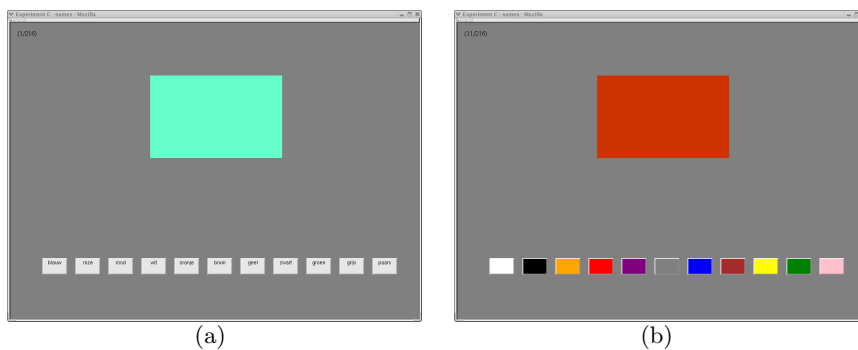 Experiment C - names - Mozilla
(1/216)
blauw roze rood wit oranje bruin geel zwart groen grijs paars
(a)
Experiment C - names - Mozilla
(11/216)
(b)